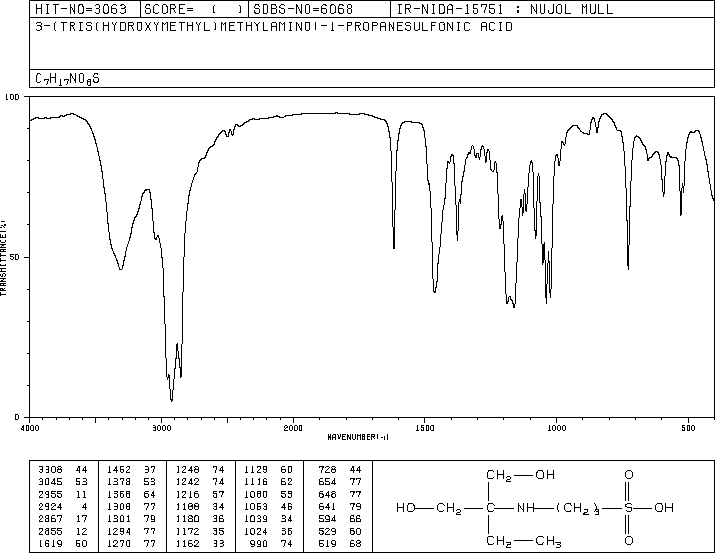 HIT-NO=3063 SCORE= ( ) SDBS-NO=6068 IR-NIDA-15751 : NUJOL MULL
3-(TRIS(HYDROXYMETHYL)METHYLAMINO)-1-PROPANESULFONIC ACID
C7H17NO6S
100
50
0
TRANSMITTANCE(%)
4000 3000 2000 1500 1000 500
WAVENUMBER(-1)
3308 44 1462 37 1248 74 1129 60 728 44
3045 53 1378 53 1242 74 1116 62 654 77
2955 11 1368 64 1216 57 1080 53 646 77
2924 4 1308 77 1188 34 1053 46 641 79
2867 17 1301 79 1180 36 1039 34 594 66
2855 12 1294 77 1172 35 1024 36 529 60
1619 50 1270 77 1162 33 990 74 519 68
CH2 OH O
HO CH2 C NH (CH2)3 S OH
CH2 CH3 O